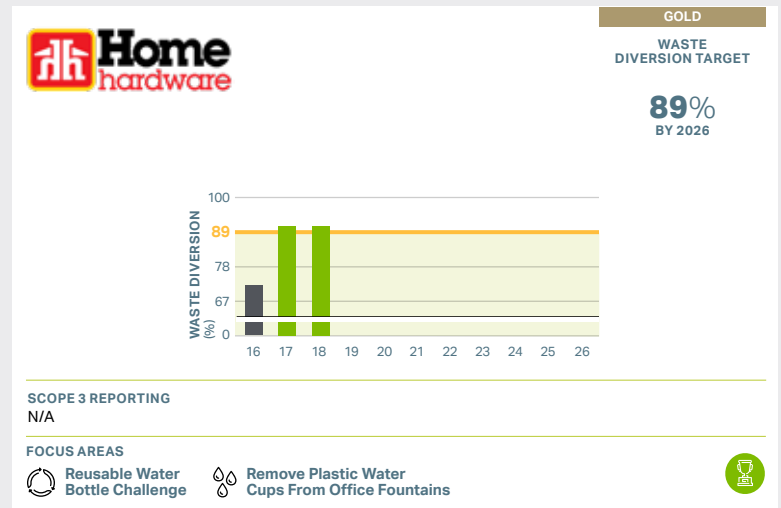 Home
hardware
GOLD
WASTE
DIVERSION TARGET
89%
BY 2026
WASTE DIVERSION
(%)
100
89
78
67
0
16 17 18 19 20 21 22 23 24 25 26
SCOPE 3 REPORTING
N/A
FOCUS AREAS
Reusable Water
Bottle Challenge
Remove Plastic Water
Cups From Office Fountains